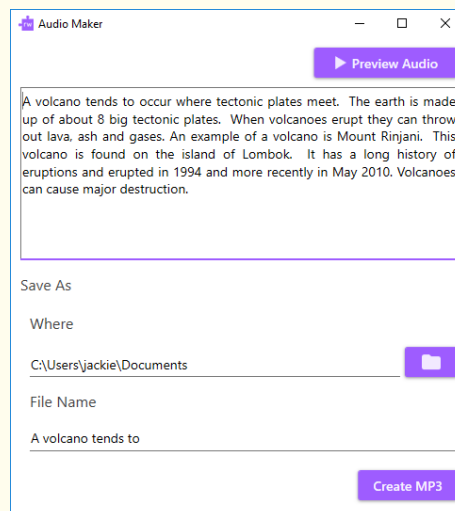 rw Audio Maker
Preview Audio
A volcano tends to occur where tectonic plates meet. The earth is made
up of about 8 big tectonic plates. When volcanoes erupt they can throw
out lava, ash and gases. An example of a volcano is Mount Rinjani. This
volcano is found on the island of Lombok. It has a long history of
eruptions and erupted in 1994 and more recently in May 2010. Volcanoes
can cause major destruction.
Save As
Where
C:\Users\jackie\Documents
File Name
A volcano tends to
Create MP3